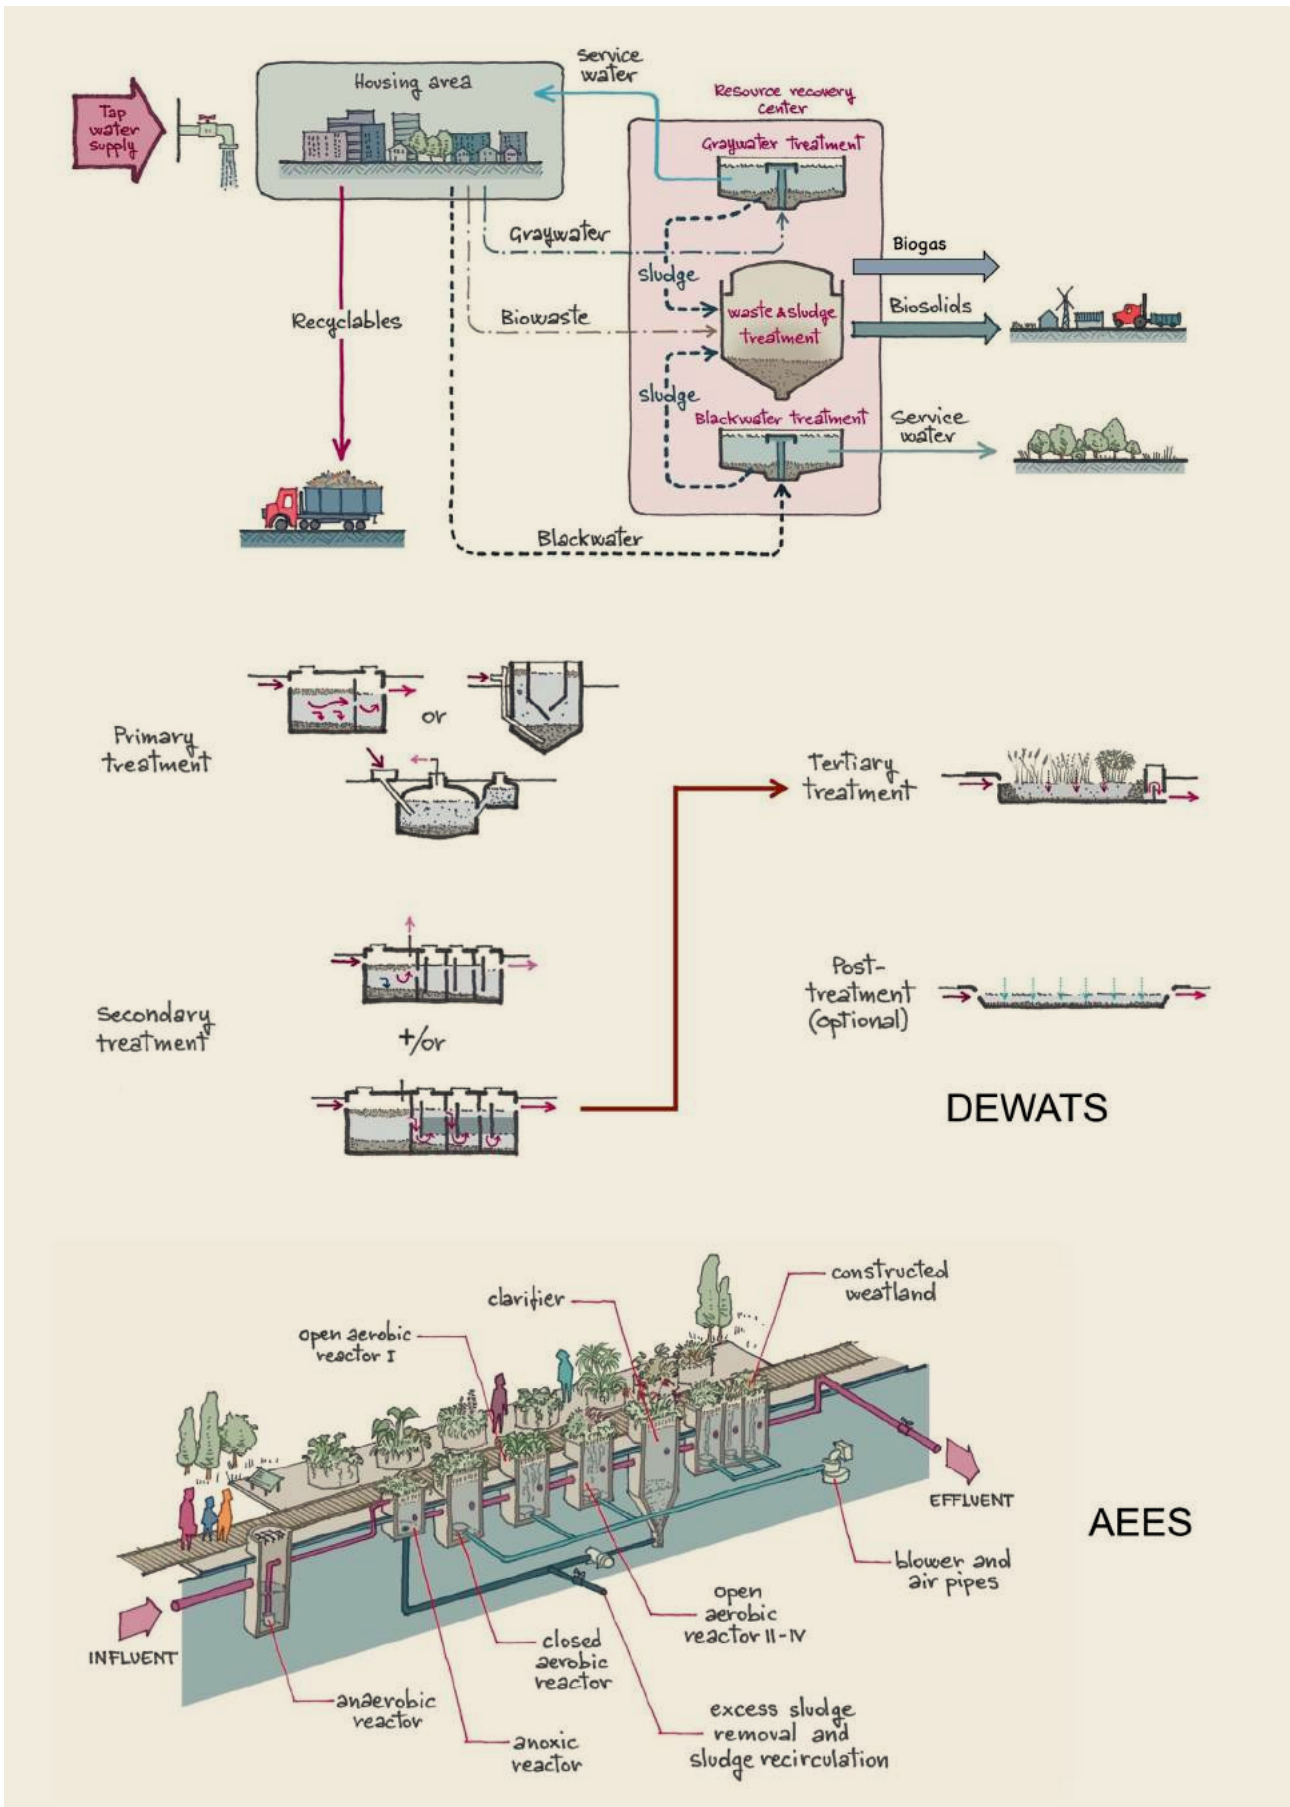 Service
water
Housing area
Tap
water
supply
Resource recovery
center
Graywater treatment
Graywater
Sludge
Biogas
Biosolids
Recyclables
Biowaste
waste & sludge
treatment
Sludge
Blackwater treatment
Service
water
Blackwater
Primary
treatment
or
Tertiary
treatment
Secondary
treatment
+/or
Post-
treatment
(optional)
DEWATS
constructed
weatland
clarifier
open aerobic
reactor I
EFFLUENT
AEES
blower and
air pipes
open
aerobic
reactor II-IV
INFLUENT
closed
aerobic
reactor
anaerobic
reactor
anoxic
reactor
excess sludge
removal and
sludge recirculation